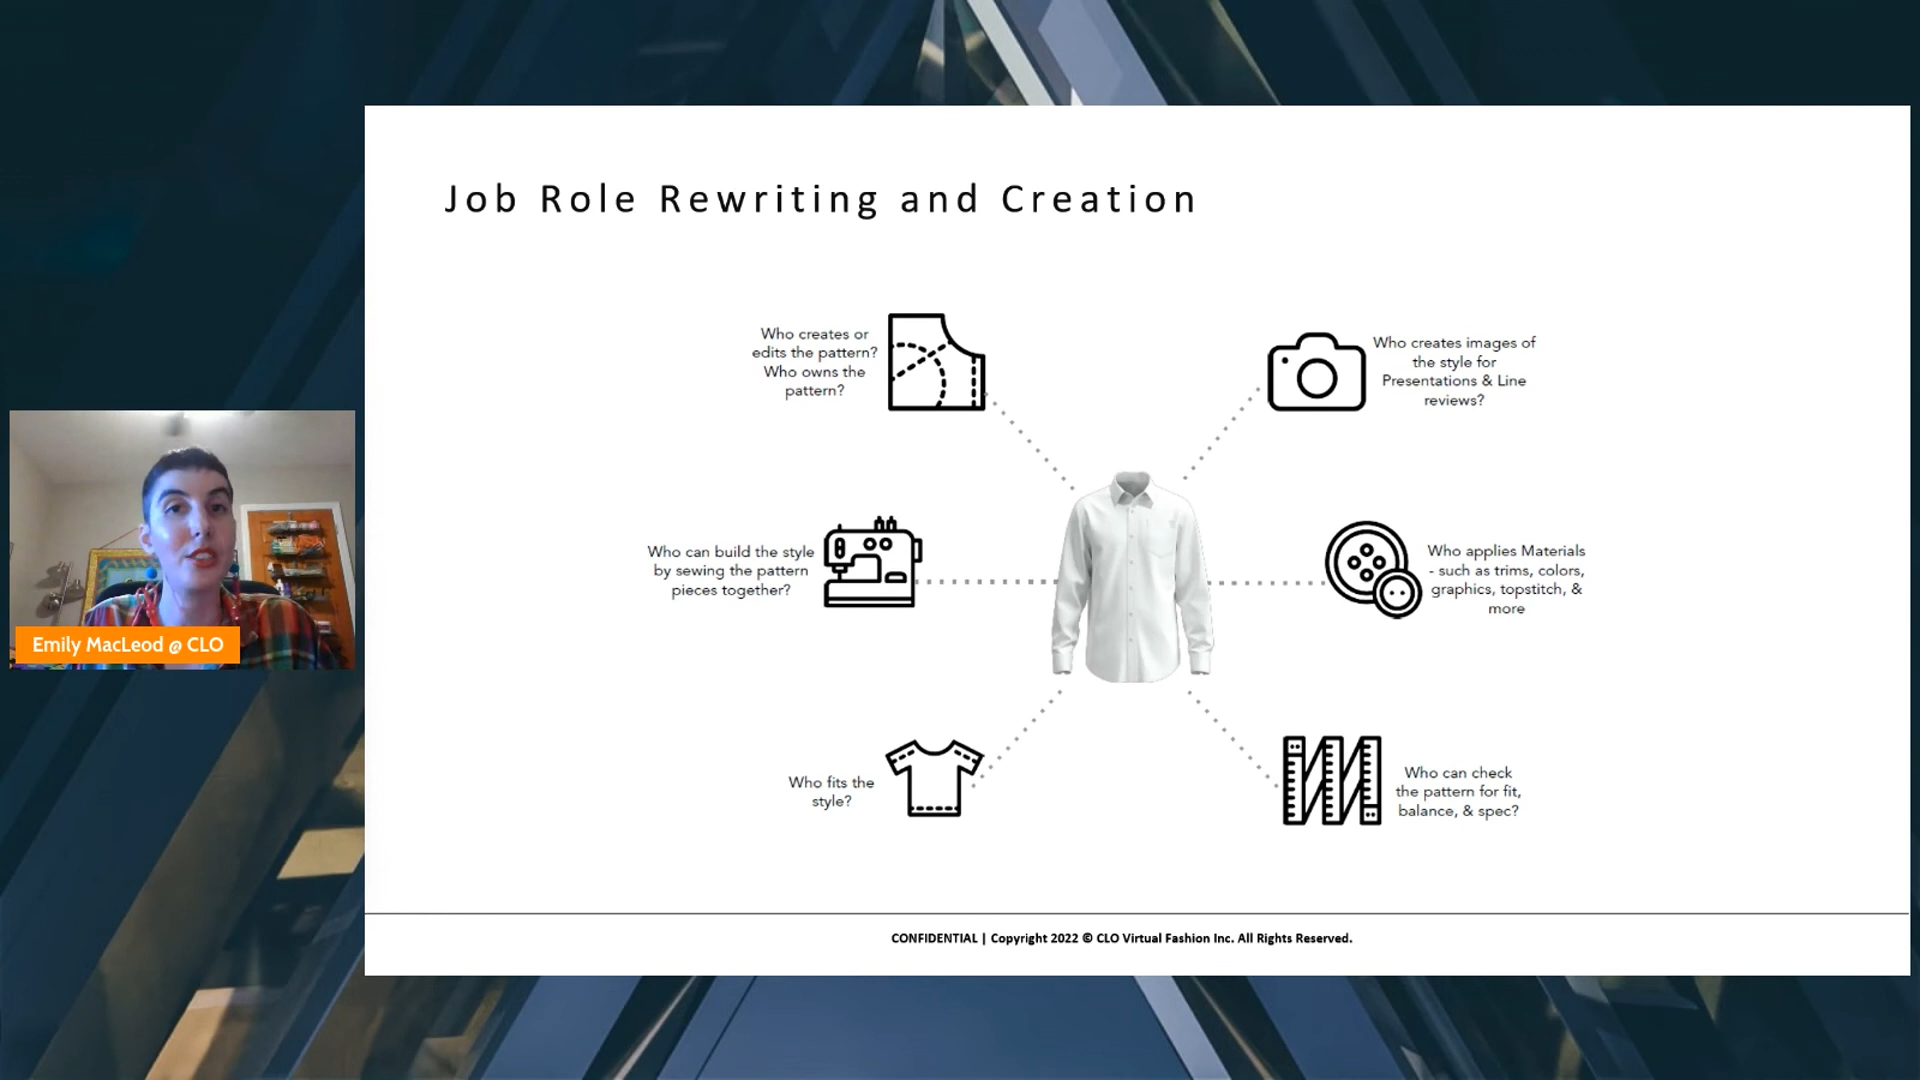 Job Role Rewriting and Creation
Who creates or
edits the pattern?
Who owns the
pattern?
Who creates images of
the style for
Presentations & Line
reviews?
Who can build the style
by sewing the pattern
pieces together?
Who applies Materials
- such as trims, colors,
graphics, topstitch, &
more
Who fits the
style?
Who can check
the pattern for fit,
balance, & spec?
Emily MacLeod @ CLO
CONFIDENTIAL | Copyright 2022 © CLO Virtual Fashion Inc. All Rights Reserved.